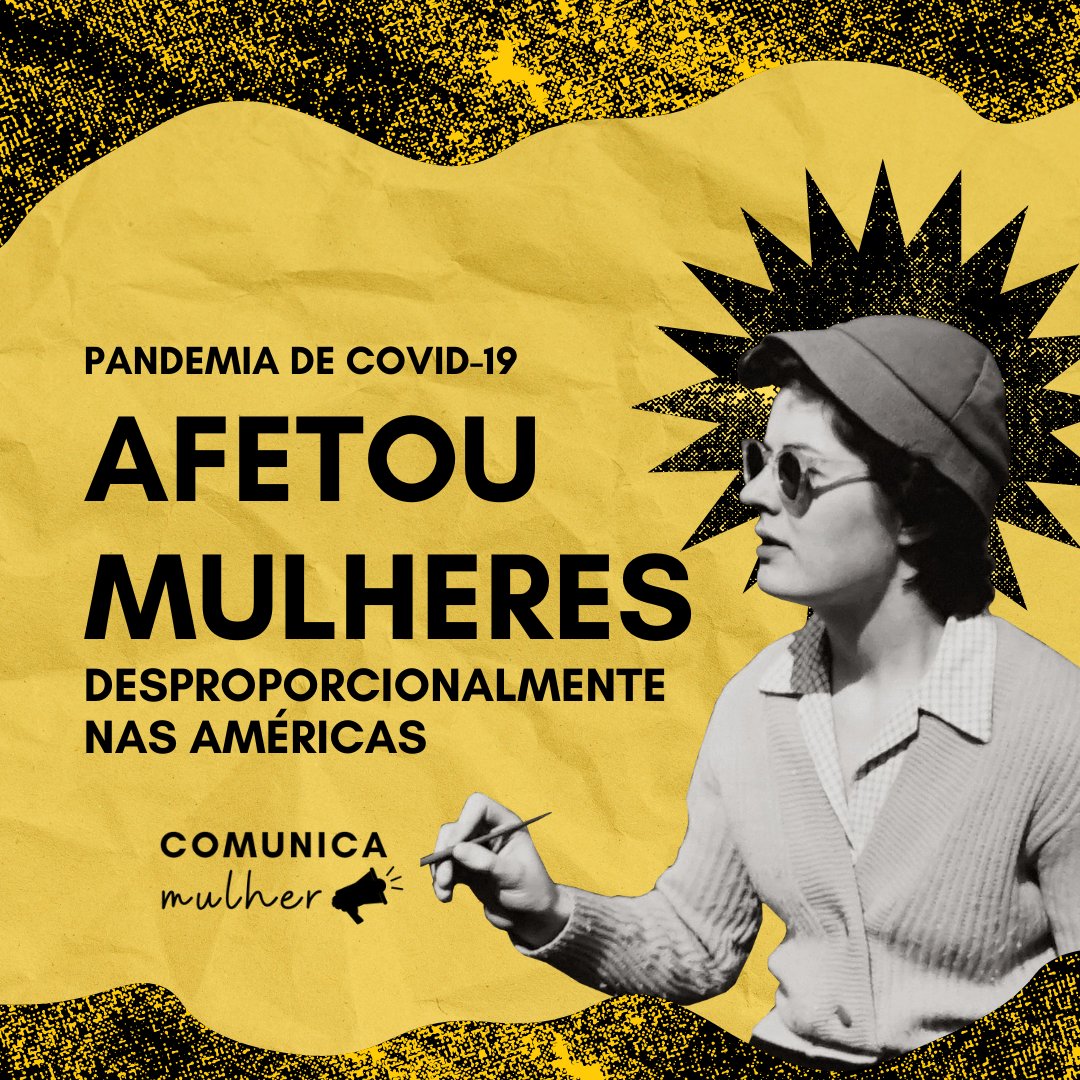 PANDEMIA DE COVID-19
AFETOU
MULHERES
DESPROPORCIONALMENTE
NAS AMÉRICAS
COMUNICA
mulher